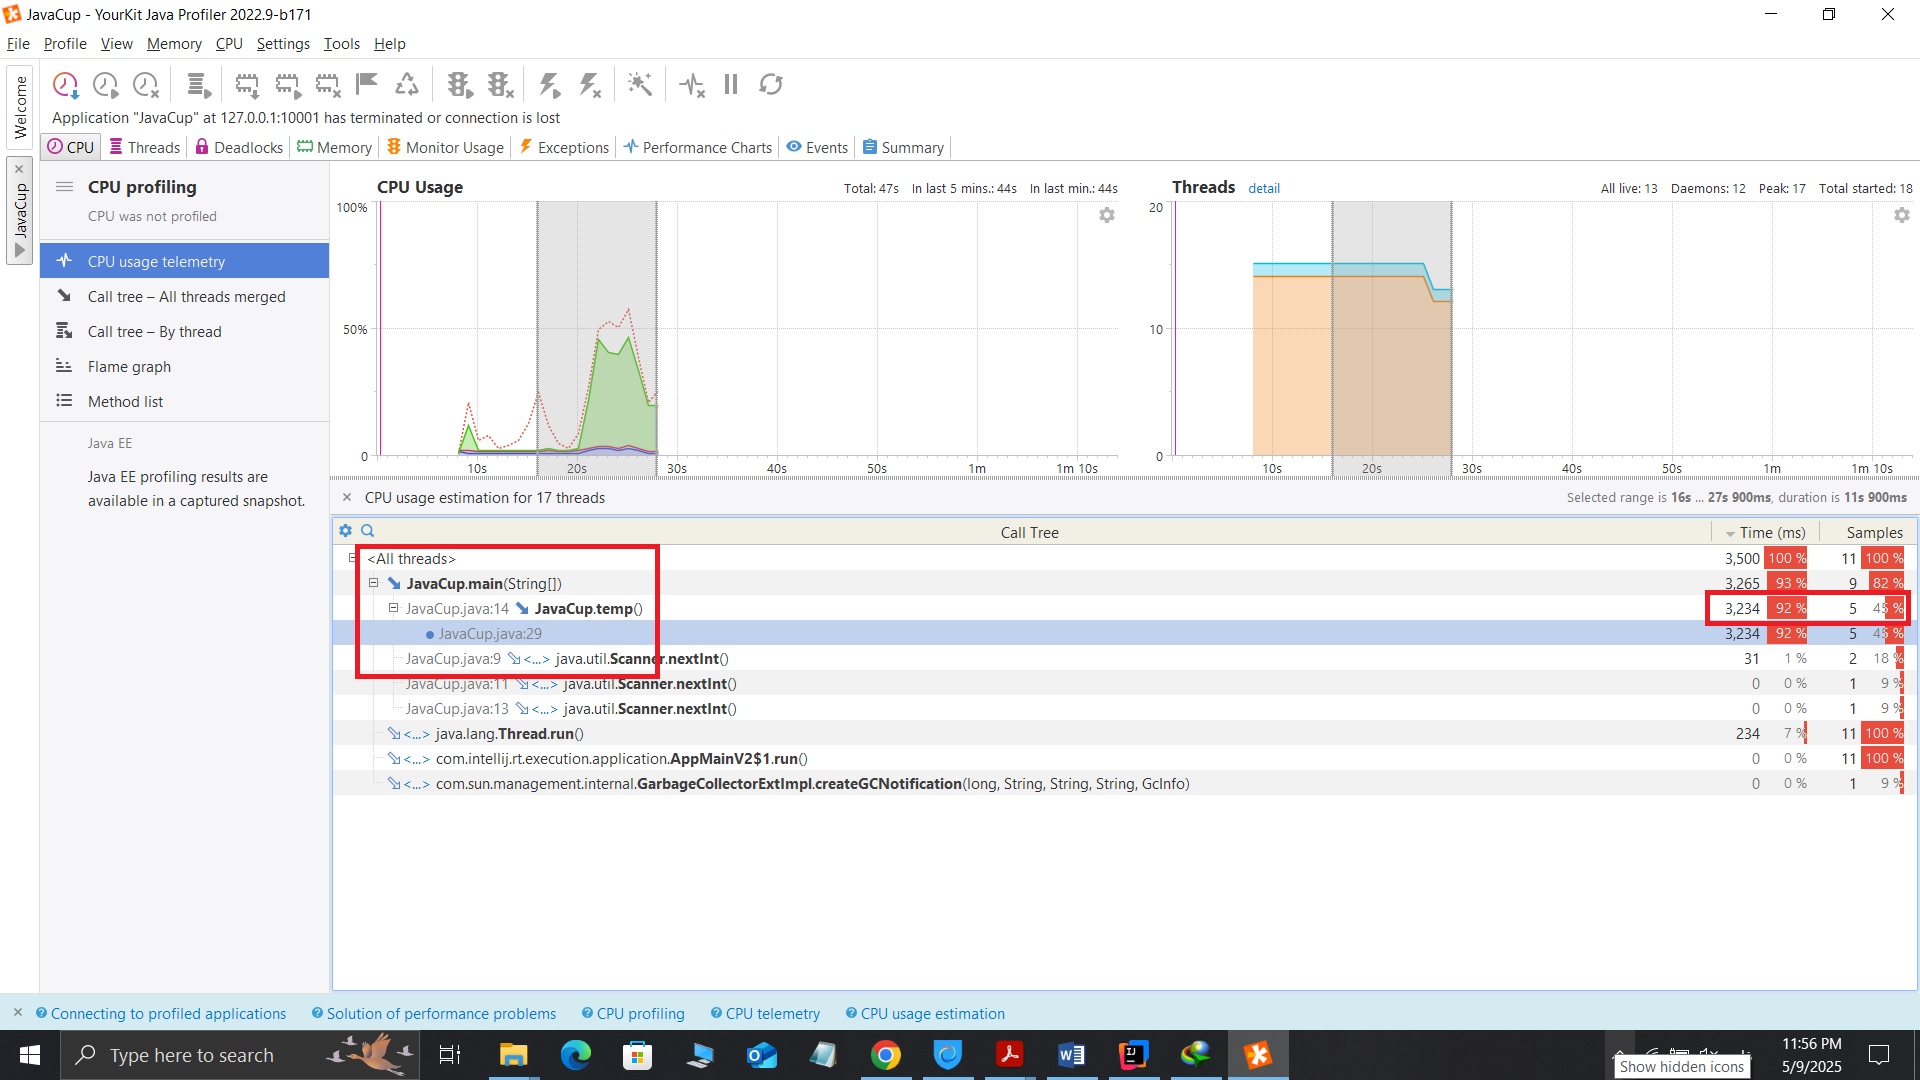 JavaCup - YourKit Java Profiler 2022.9-b171
File Profile View Memory CPU Settings Tools Help
Welcome
JavaCup
Application "JavaCup" at 127.0.0.1:10001 has terminated or connection is lost
CPU Threads Deadlocks Memory Monitor Usage Exceptions Performance Charts Events Summary
CPU profiling
CPU was not profiled
CPU usage telemetry
Call tree – All threads merged
Call tree – By thread
Flame graph
Method list
Java EE
Java EE profiling results are
available in a captured snapshot.
CPU Usage Total: 47s In last 5 mins.: 44s In last min.: 44s
100%
50%
0
10s 20s 30s 40s 50s 1m 1m 10s
Threads detail All live: 13 Daemons: 12 Peak: 17 Total started: 18
20
10
0
10s 20s 30s 40s 50s 1m 1m 10s
CPU usage estimation for 17 threads Selected range is 16s ... 27s 900ms, duration is 11s 900ms
Call Tree Time (ms) Samples
<All threads> 3,500 100 % 11 100 %
JavaCup.main(String[]) 3,265 93 % 9 82 %
JavaCup.java:14 JavaCup.temp() 3,234 92 % 5 45 %
JavaCup.java:29 3,234 92 % 5 45 %
JavaCup.java:9 <...> java.util.Scanner.nextInt() 31 1 % 2 18 %
JavaCup.java:11 <...> java.util.Scanner.nextInt() 0 0 % 1 9 %
JavaCup.java:13 <...> java.util.Scanner.nextInt() 0 0 % 1 9 %
<...> java.lang.Thread.run() 234 7 % 11 100 %
<...> com.intellij.rt.execution.application.AppMainV2$1.run() 0 0 % 11 100 %
<...> com.sun.management.internal.GarbageCollectorExtImpl.createGCNotification(long, String, String, String, GcInfo) 0 0 % 1 9 %
Connecting to profiled applications Solution of performance problems CPU profiling CPU telemetry CPU usage estimation
Type here to search
11:56 PM
5/9/2025
Show hidden icons